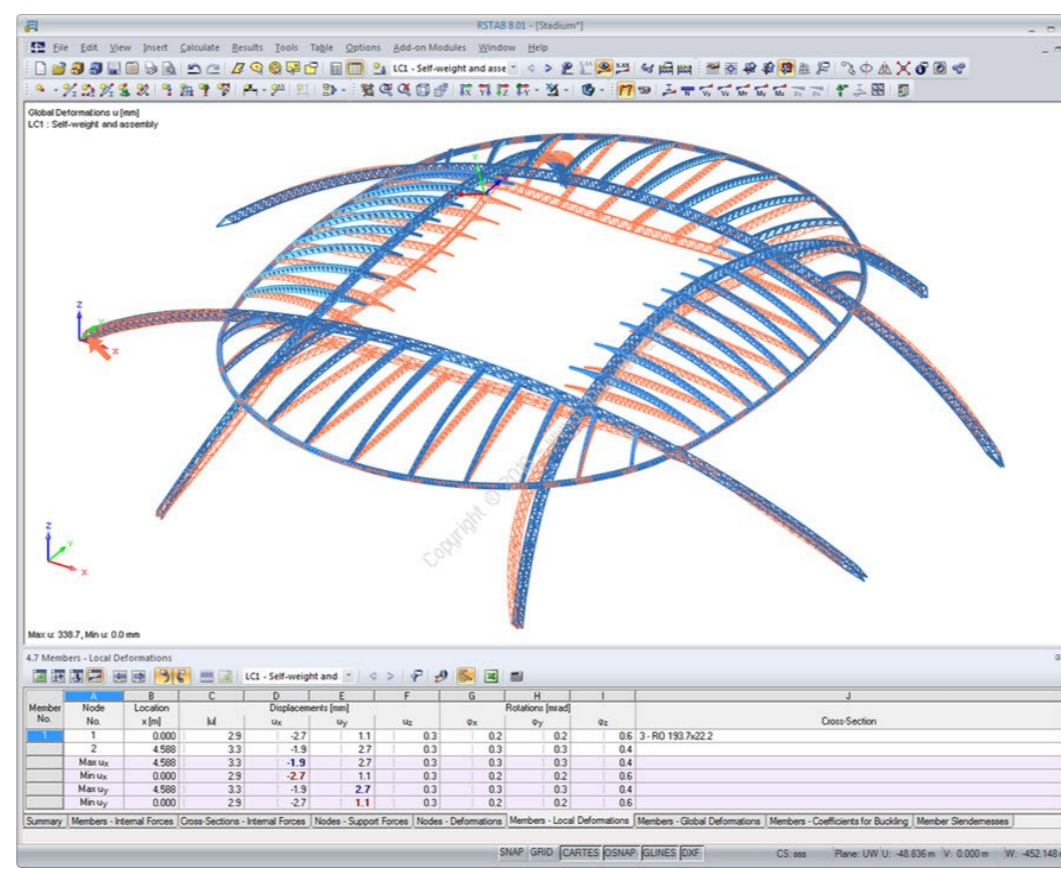 RSTAB 8.01 - [Stadium*]
File Edit View Insert Calculate Results Tools Table Options Add-on Modules Window Help
LC1 - Self-weight and asse
Global Deformations u [mm]
LC1 : Self-weight and assembly
Z
X
Z
Y
X
Copyright © 201
Max u: 338.7, Min u: 0.0 mm
4.7 Members - Local Deformations
LC1 - Self-weight and
A B C D E F G H I J
Member Node Location Displacements [mm] Rotations [mrad]
No. No. x [m] |u| ux uy uz φx φy φz Cross-Section
1 1 0.000 2.9 -2.7 1.1 0.3 0.2 0.2 0.6 3 - RO 193.7x22.2
2 4.588 3.3 -1.9 2.7 0.3 0.3 0.3 0.4
Max ux 4.588 3.3 -1.9 2.7 0.3 0.3 0.3 0.4
Min ux 0.000 2.9 -2.7 1.1 0.3 0.2 0.2 0.6
Max uy 4.588 3.3 -1.9 2.7 0.3 0.3 0.3 0.4
Min uy 0.000 2.9 -2.7 1.1 0.3 0.2 0.2 0.6
Summary Members - Internal Forces Cross-Sections - Internal Forces Nodes - Support Forces Nodes - Deformations Members - Local Deformations Members - Global Deformations Members - Coefficients for Buckling Member Slendernesses
SNAP GRID CARTES OSNAP GLINES DXF CS: sss Plane: UW U: -48.836 m V: 0.000 m W: -452.148